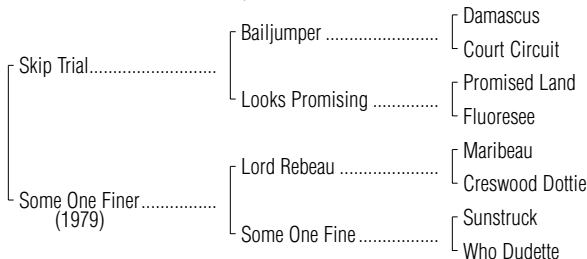 Damascus
Bailjumper .....................
Court Circuit
Skip Trial........................
Promised Land
Looks Promising ............
Fluoresee
Maribeau
Lord Rebeau ..................
Creswood Dottie
Some One Finer..............
(1979)
Sunstruck
Some One Fine...............
Who Dudette